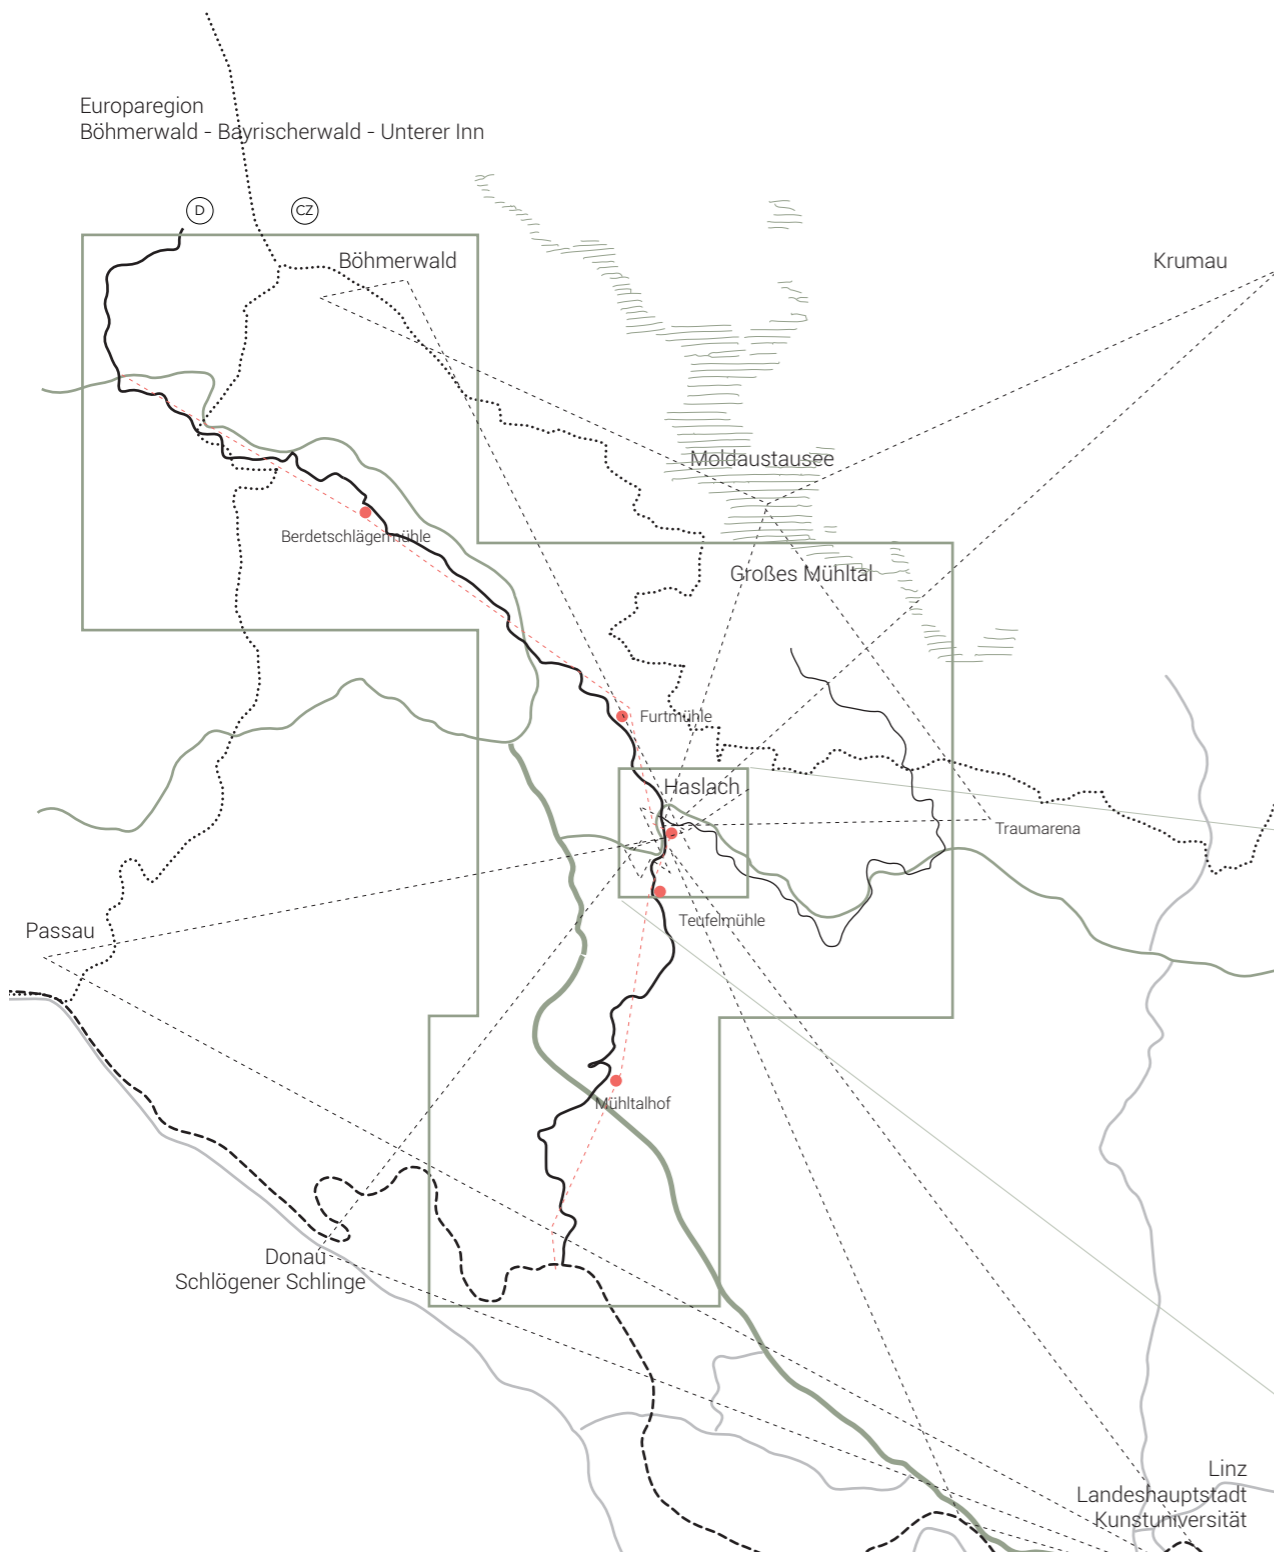 Europaregion
Böhmerwald - Bayrischerwald - Unterer Inn
D
CZ
Böhmerwald
Krumau
Moldaustausee
Berdetschlägermühle
Großes Mühltal
Furtmühle
Haslach
Traumarena
Teufelmühle
Passau
Mühltalhof
Donau
Schlögener Schlinge
Linz
Landeshauptstadt
Kunstuniversität